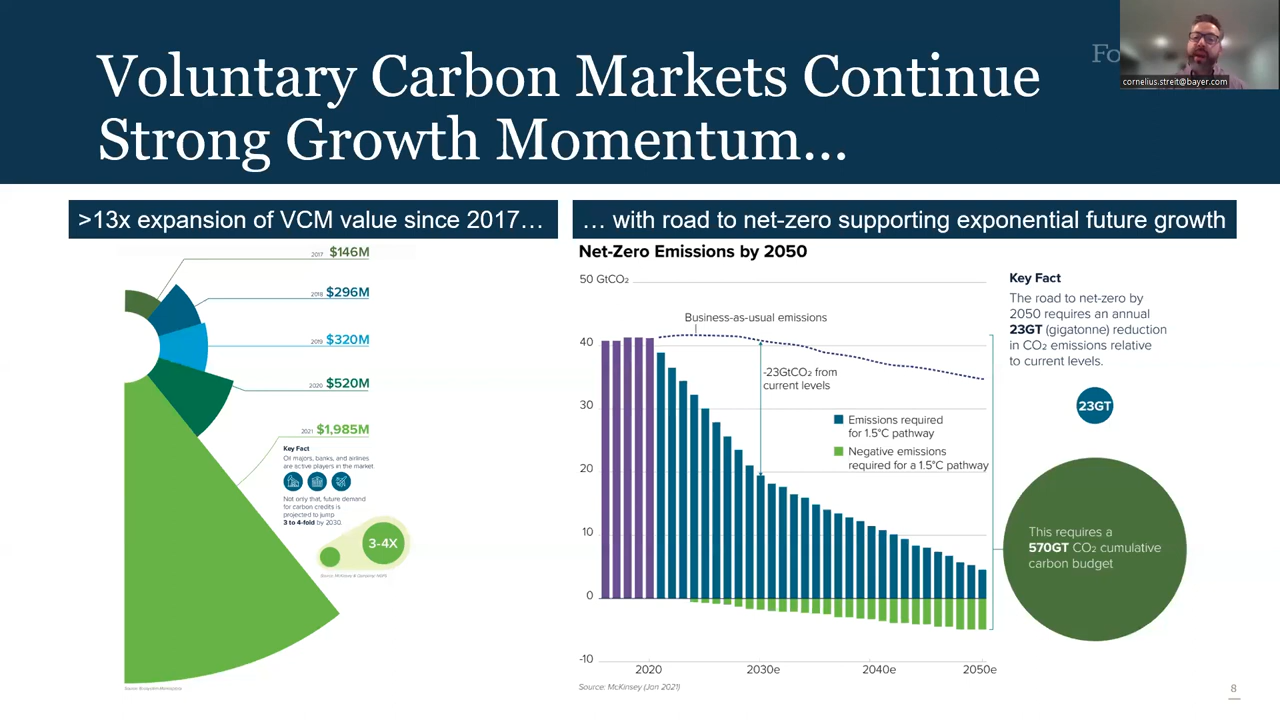 Voluntary Carbon Markets Continue
Strong Growth Momentum...
Fo
cornelius.streit@bayer.com
>13x expansion of VCM value since 2017...
2017 $146M
2018 $296M
2019 $320M
2020 $520M
2021 $1,985M
Key Fact
Oil majors, banks, and airlines
are active players in the market
Not only that, future demand
for carbon credits is
projected to jump
3 to 4-fold by 2030.
3-4X
... with road to net-zero supporting exponential future growth
Net-Zero Emissions by 2050
50 GtCO₂
40
30
20
10
0
-10
Business-as-usual emissions
-23GtCO₂ from
current levels
Emissions required
for 1.5°C pathway
Negative emissions
required for a 1.5°C pathway
2020
2030e
2040e
2050e
Source: McKinsey (Jan 2021)
Key Fact
The road to net-zero by
2050 requires an annual
23GT (gigatonne) reduction
in CO₂ emissions relative
to current levels.
23GT
This requires a
570GT CO₂ cumulative
carbon budget
8